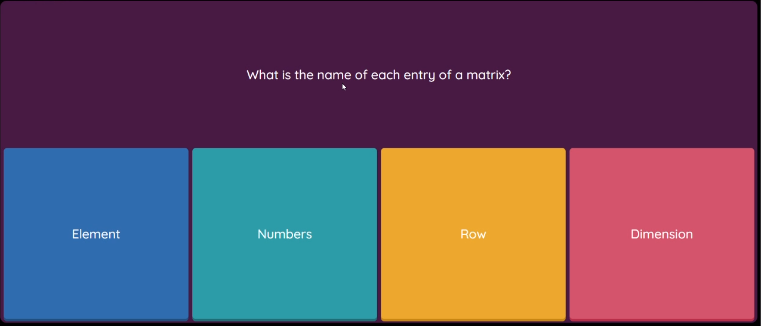 What is the name of each entry of a matrix?
Element
Numbers
Row
Dimension